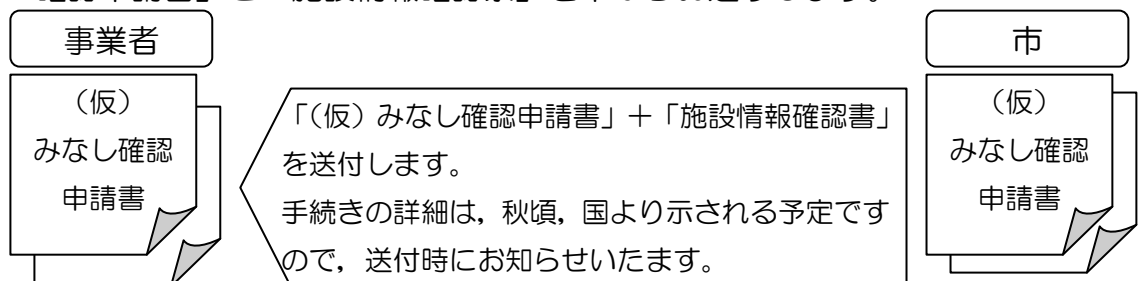 事業者
市
（仮）
みなし確認
申請書
「（仮）みなし確認申請書」＋「施設情報確認書」
を送付します。
手続きの詳細は，秋頃，国より示される予定です
ので，送付時にお知らせいたます。
（仮）
みなし確認
申請書